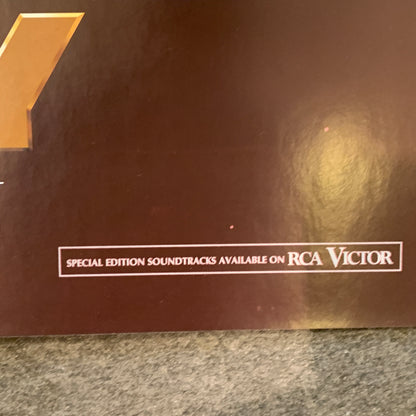 Y
SPECIAL EDITION SOUNDTRACKS AVAILABLE ON RCA VICTOR